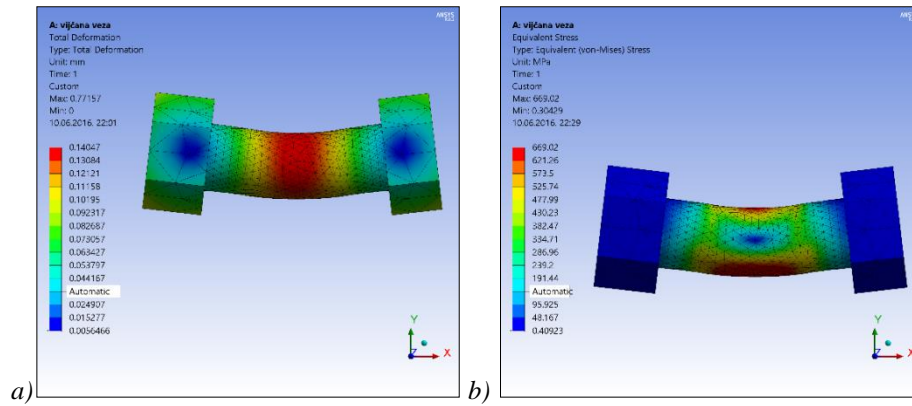 A: vijčana veza
Total Deformation
Type: Total Deformation
Unit: mm
Time: 1
Custom
Max: 0.77157
Min: 0
10.06.2016. 22:01
0.14047
0.13084
0.12121
0.11158
0.10195
0.092317
0.082687
0.073057
0.063427
0.053797
0.044167
Automatic
0.024907
0.015277
0.0056466
Y
Z
X
a)
A: vijčana veza
Equivalent Stress
Type: Equivalent (von-Mises) Stress
Unit: MPa
Time: 1
Custom
Max: 669.02
Min: 0.30429
10.06.2016. 22:29
669.02
621.26
573.5
525.74
477.99
430.23
382.47
334.71
286.96
239.2
191.44
Automatic
95.925
48.167
0.40923
Y
Z
X
b)